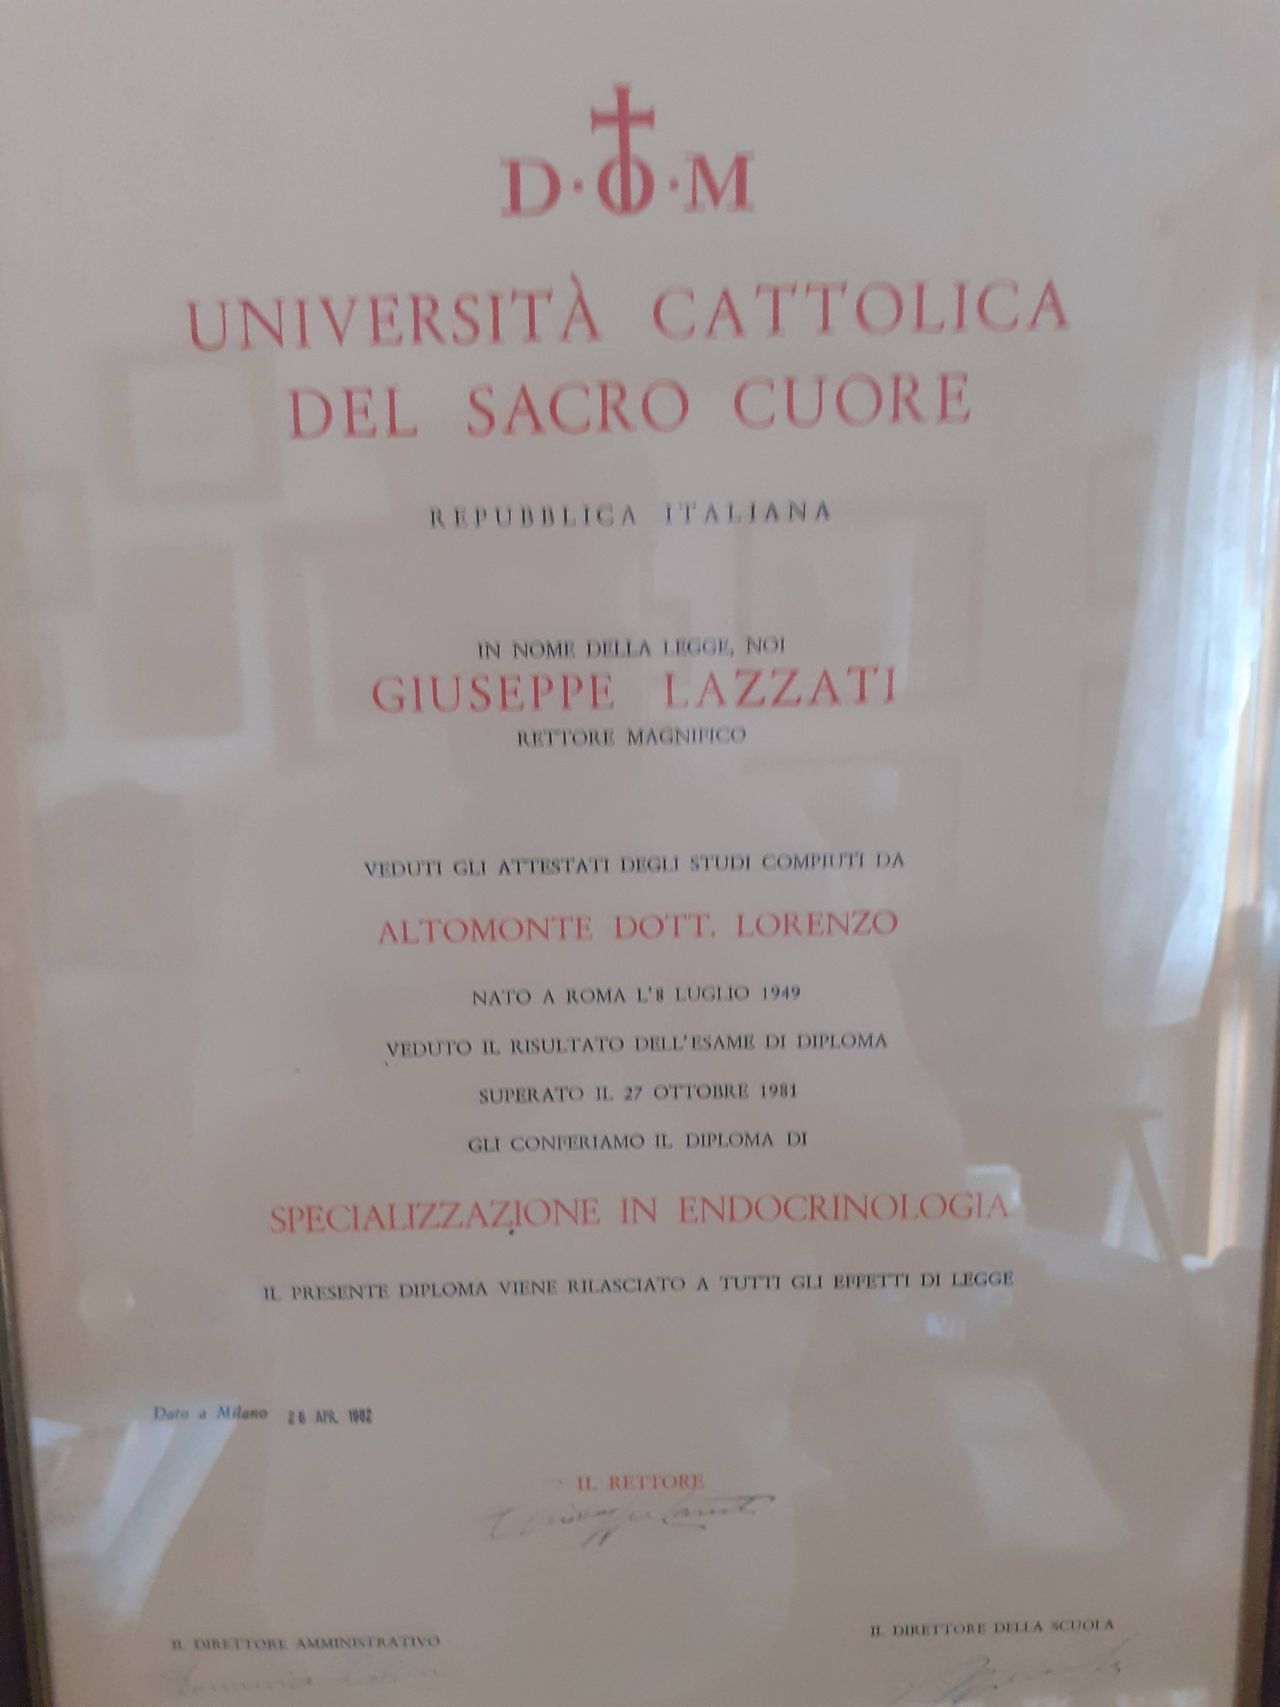 D·O·M
UNIVERSITÀ CATTOLICA
DEL SACRO CUORE
REPUBBLICA ITALIANA
IN NOME DELLA LEGGE, NOI
GIUSEPPE LAZZATI
RETTORE MAGNIFICO
VEDUTI GLI ATTESTATI DEGLI STUDI COMPIUTI DA
ALTOMONTE DOTT. LORENZO
NATO A ROMA L'8 LUGLIO 1949
VEDUTO IL RISULTATO DELL'ESAME DI DIPLOMA
SUPERATO IL 27 OTTOBRE 1981
GLI CONFERIAMO IL DIPLOMA DI
SPECIALIZZAZIONE IN ENDOCRINOLOGIA
IL PRESENTE DIPLOMA VIENE RILASCIATO A TUTTI GLI EFFETTI DI LEGGE
Dato a Milano APR. 1982
IL RETTORE
IL DIRETTORE AMMINISTRATIVO
IL DIRETTORE DELLA SCUOLA